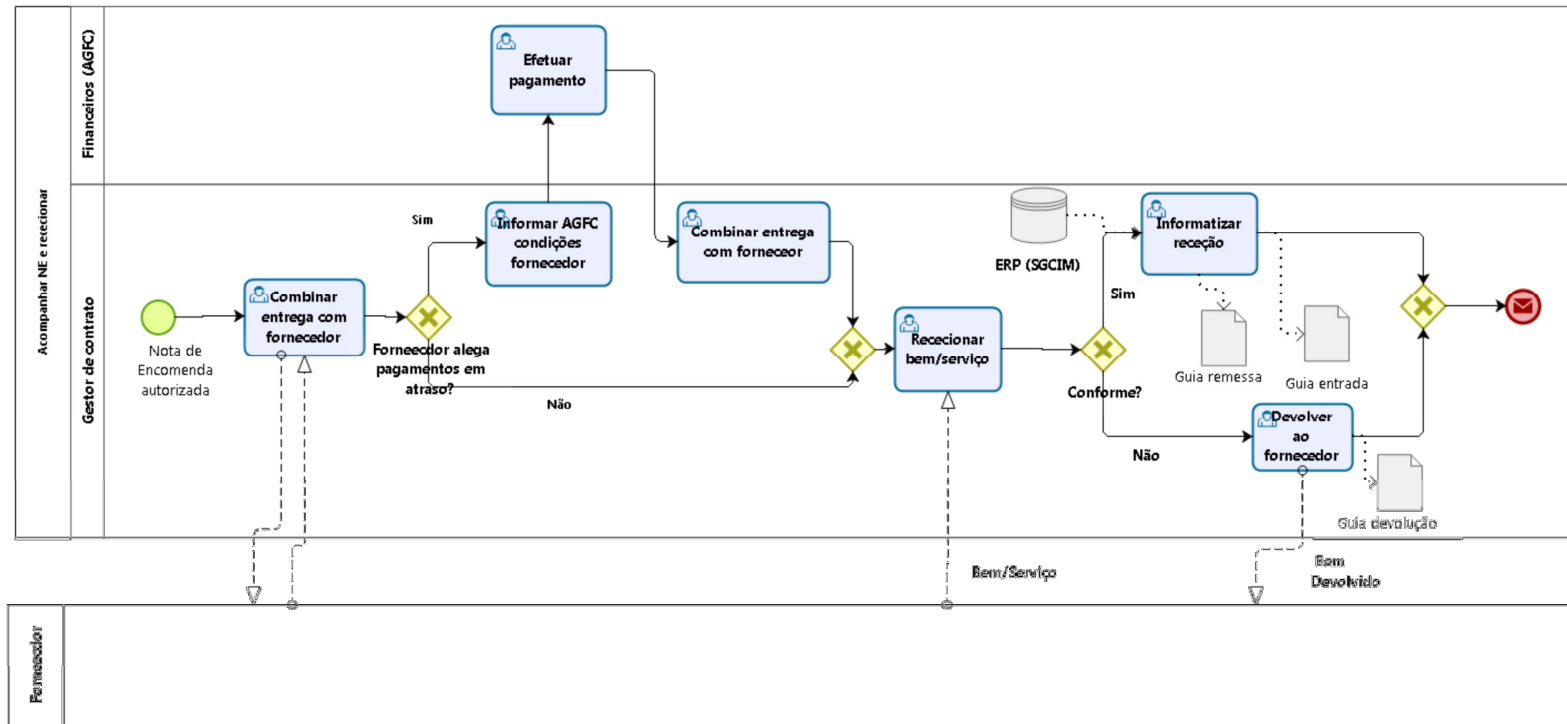 Acompanhar NE e rececionar
Financeiros (AGFC)
Efetuar
pagamento
Gestor de contrato
Nota de
Encomenda
autorizada
Combinar
entrega com
fornecedor
Forneecdor alega
pagamentos em
atraso?
Sim
Não
Informar AGFC
condições
fornecedor
Combinar entrega
com forneceor
Rececionar
bem/serviço
Conforme?
Sim
Não
ERP (SGCIM)
Informatizar
receção
Guia remessa
Guia entrada
Devolver
ao
fornecedor
Guia devolução
Bem/Serviço
Bem
Devolvido
Fornecedor